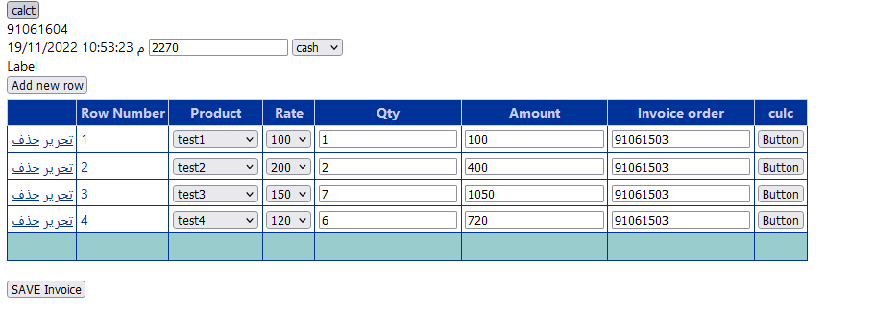 calct
91061604
19/11/2022 10:53:23 م 2270 cash
Label
Add new row
Row Number Product Rate Qty Amount Invoice order culc
تحرير حذف 1 test1 100 1 100 91061503 Button
تحرير حذف 2 test2 200 2 400 91061503 Button
تحرير حذف 3 test3 150 7 1050 91061503 Button
تحرير حذف 4 test4 120 6 720 91061503 Button
SAVE Invoice